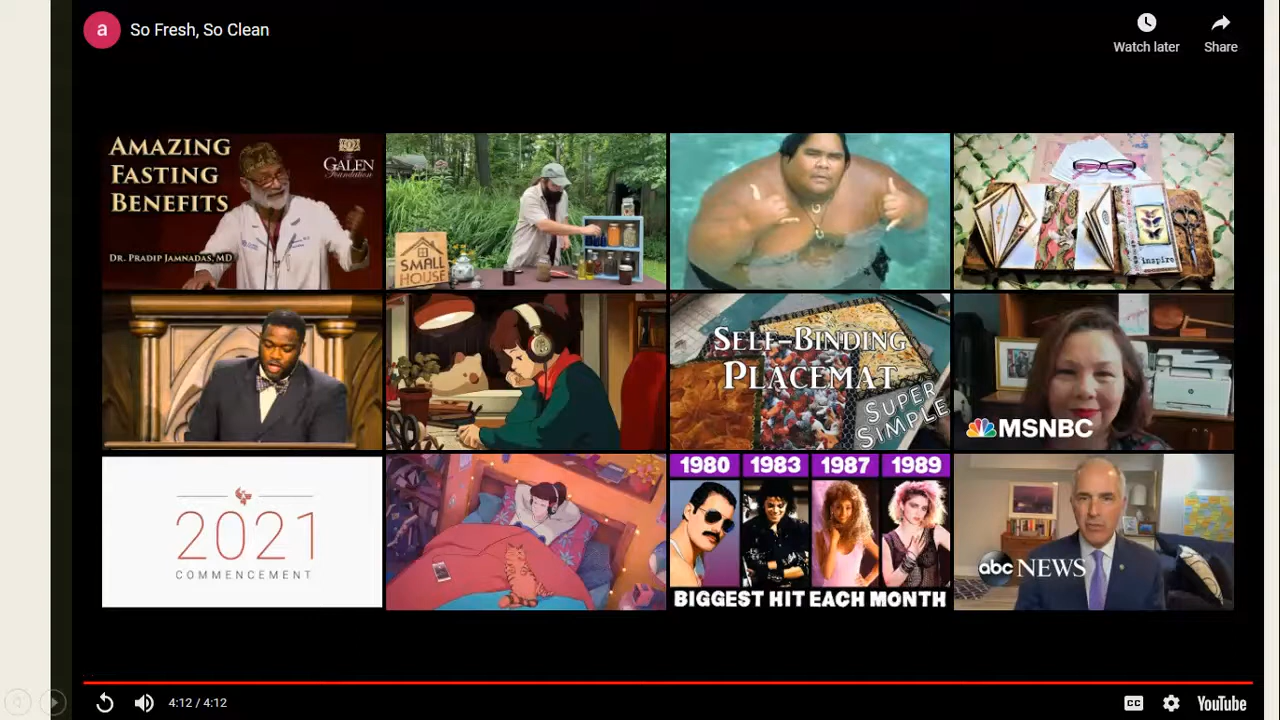 a
So Fresh, So Clean
Watch later
Share
AMAZING
FASTING
BENEFITS
GALEN
Foundation
DR. PRADIP JAMNADAS, MD
SMALL
HOUSE
inspire
SELF-BINDING
PLACEMAT
SUPER
SIMPLE
MSNBC
2021
COMMENCEMENT
1980 1983 1987 1989
BIGGEST HIT EACH MONTH
abc NEWS
4:12 / 4:12
CC
YouTube